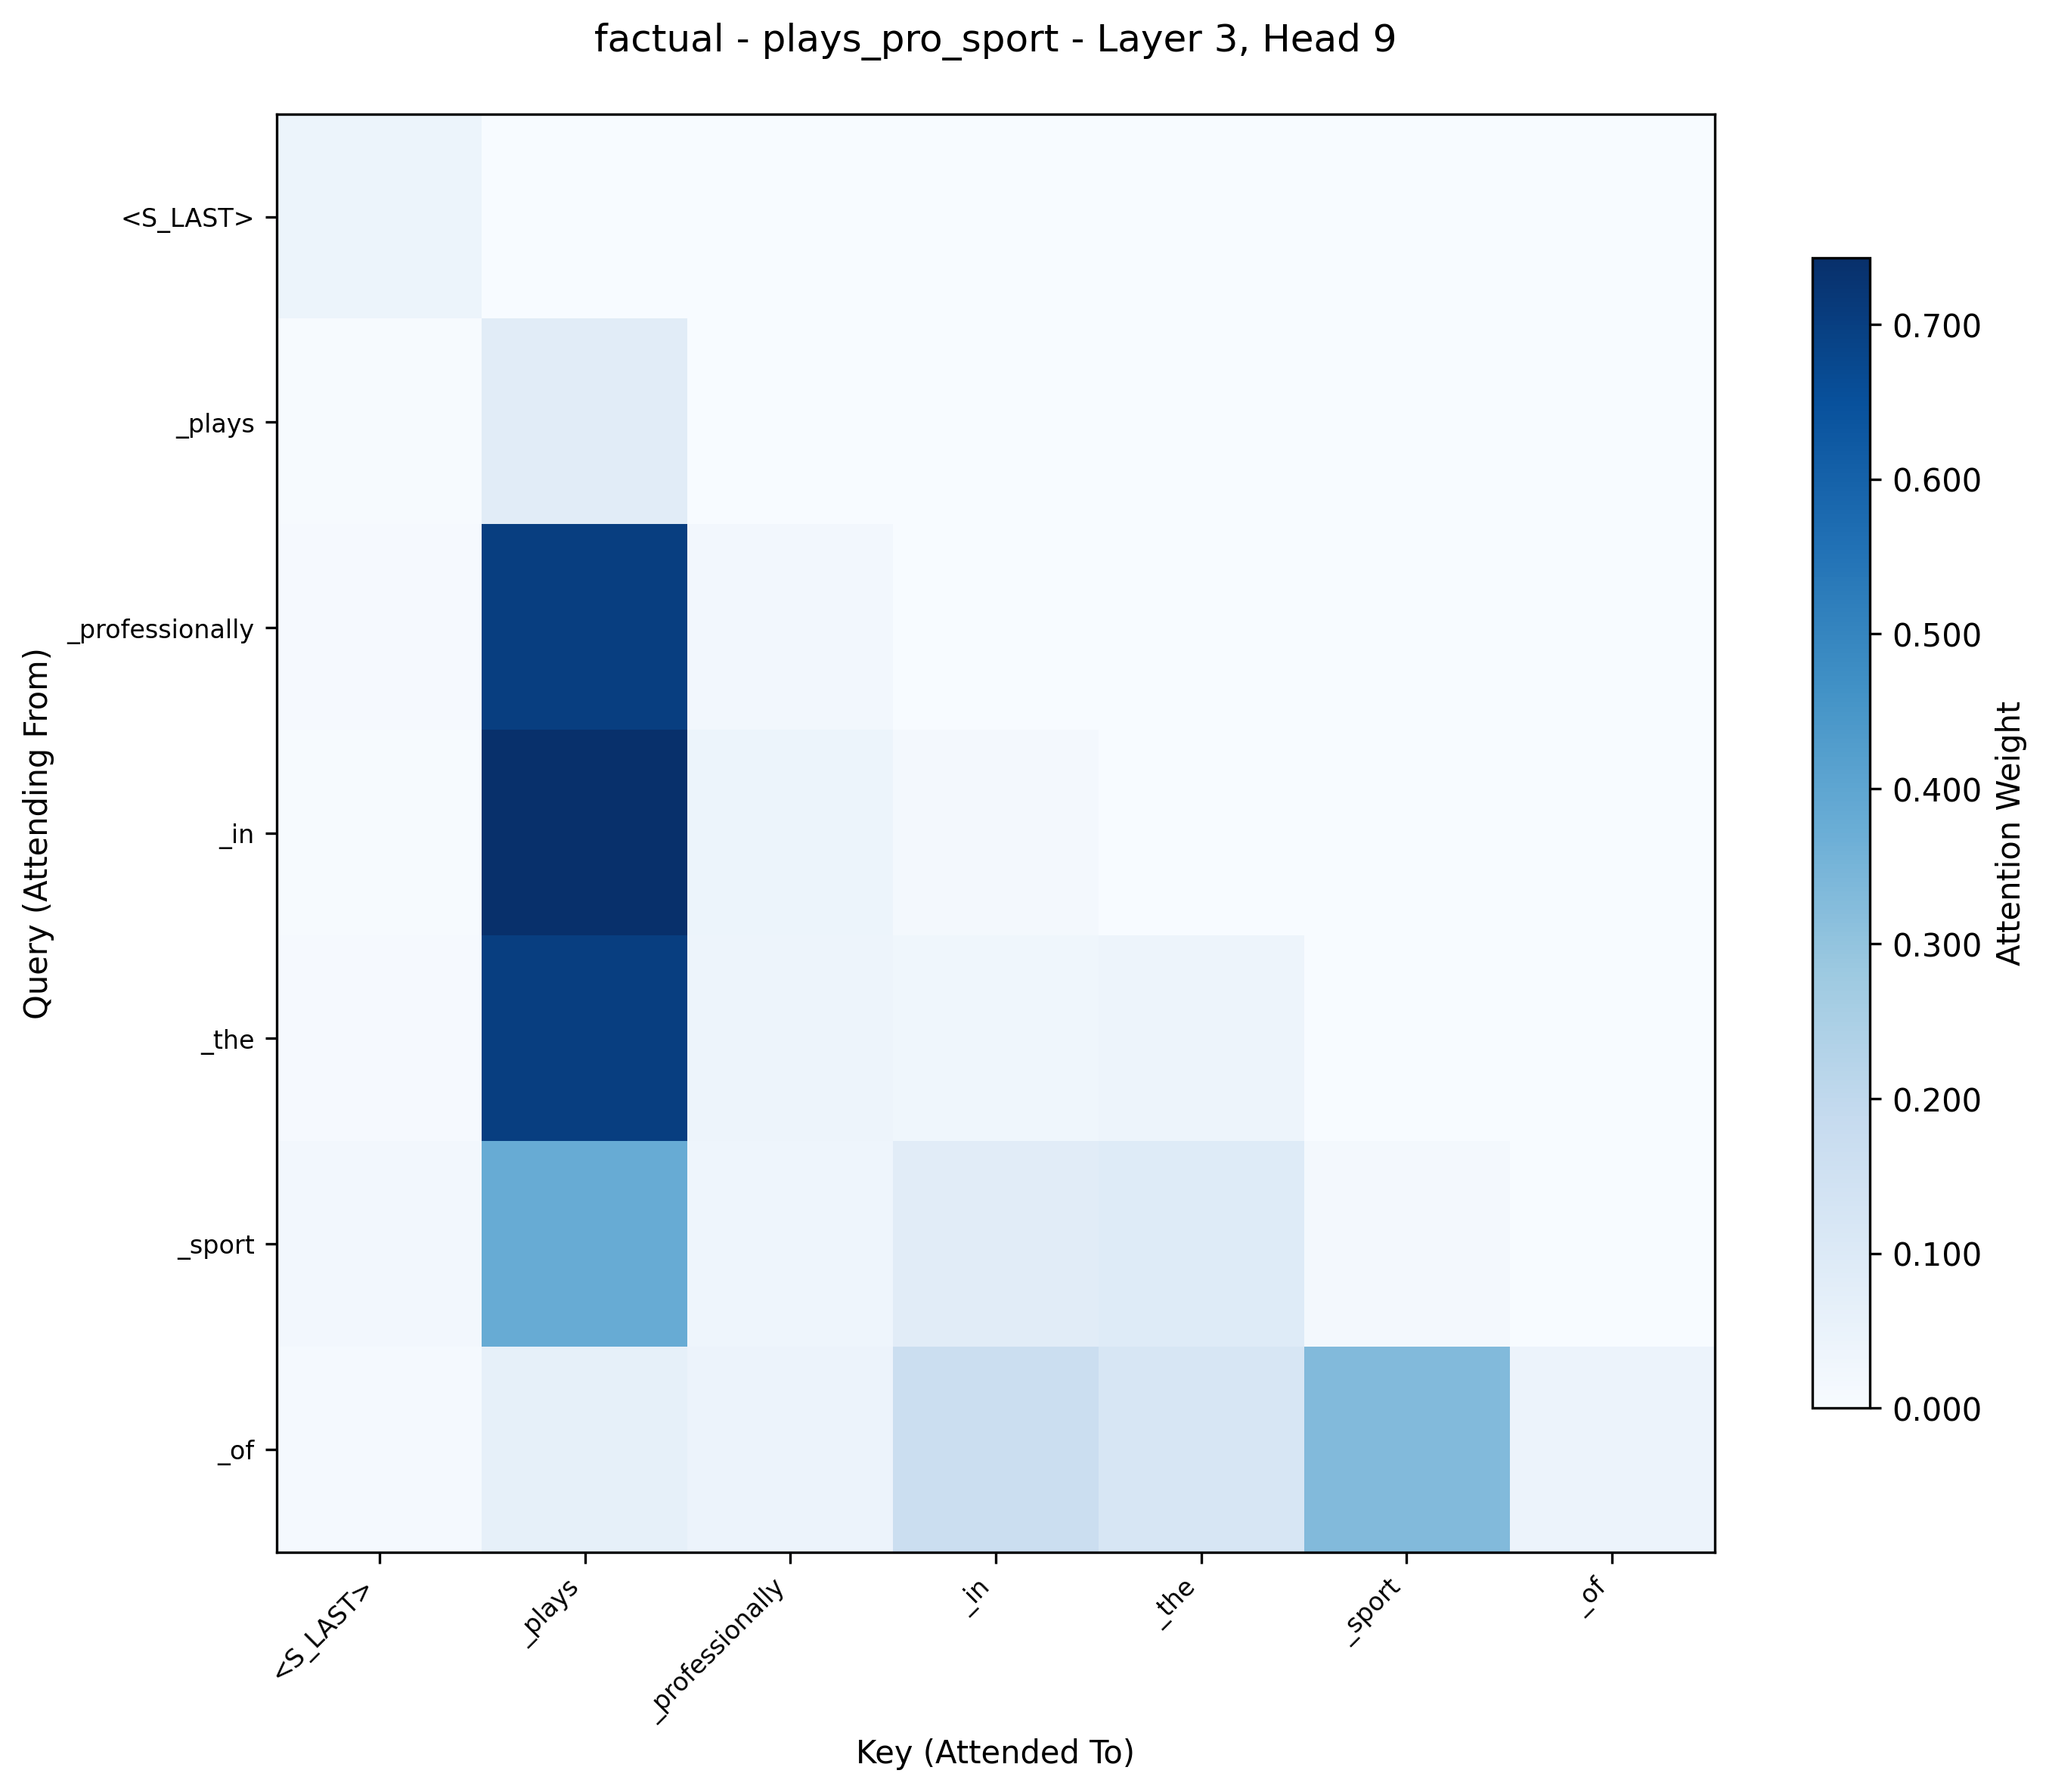 factual - plays_pro_sport - Layer 3, Head 9
Query (Attending From)
<S_LAST>
_plays
_professionally
_in
_the
_sport
_of
<S_LAST>
_plays
_professionally
_in
_the
_sport
_of
Key (Attended To)
0.700
0.600
0.500
0.400
0.300
0.200
0.100
0.000
Attention Weight